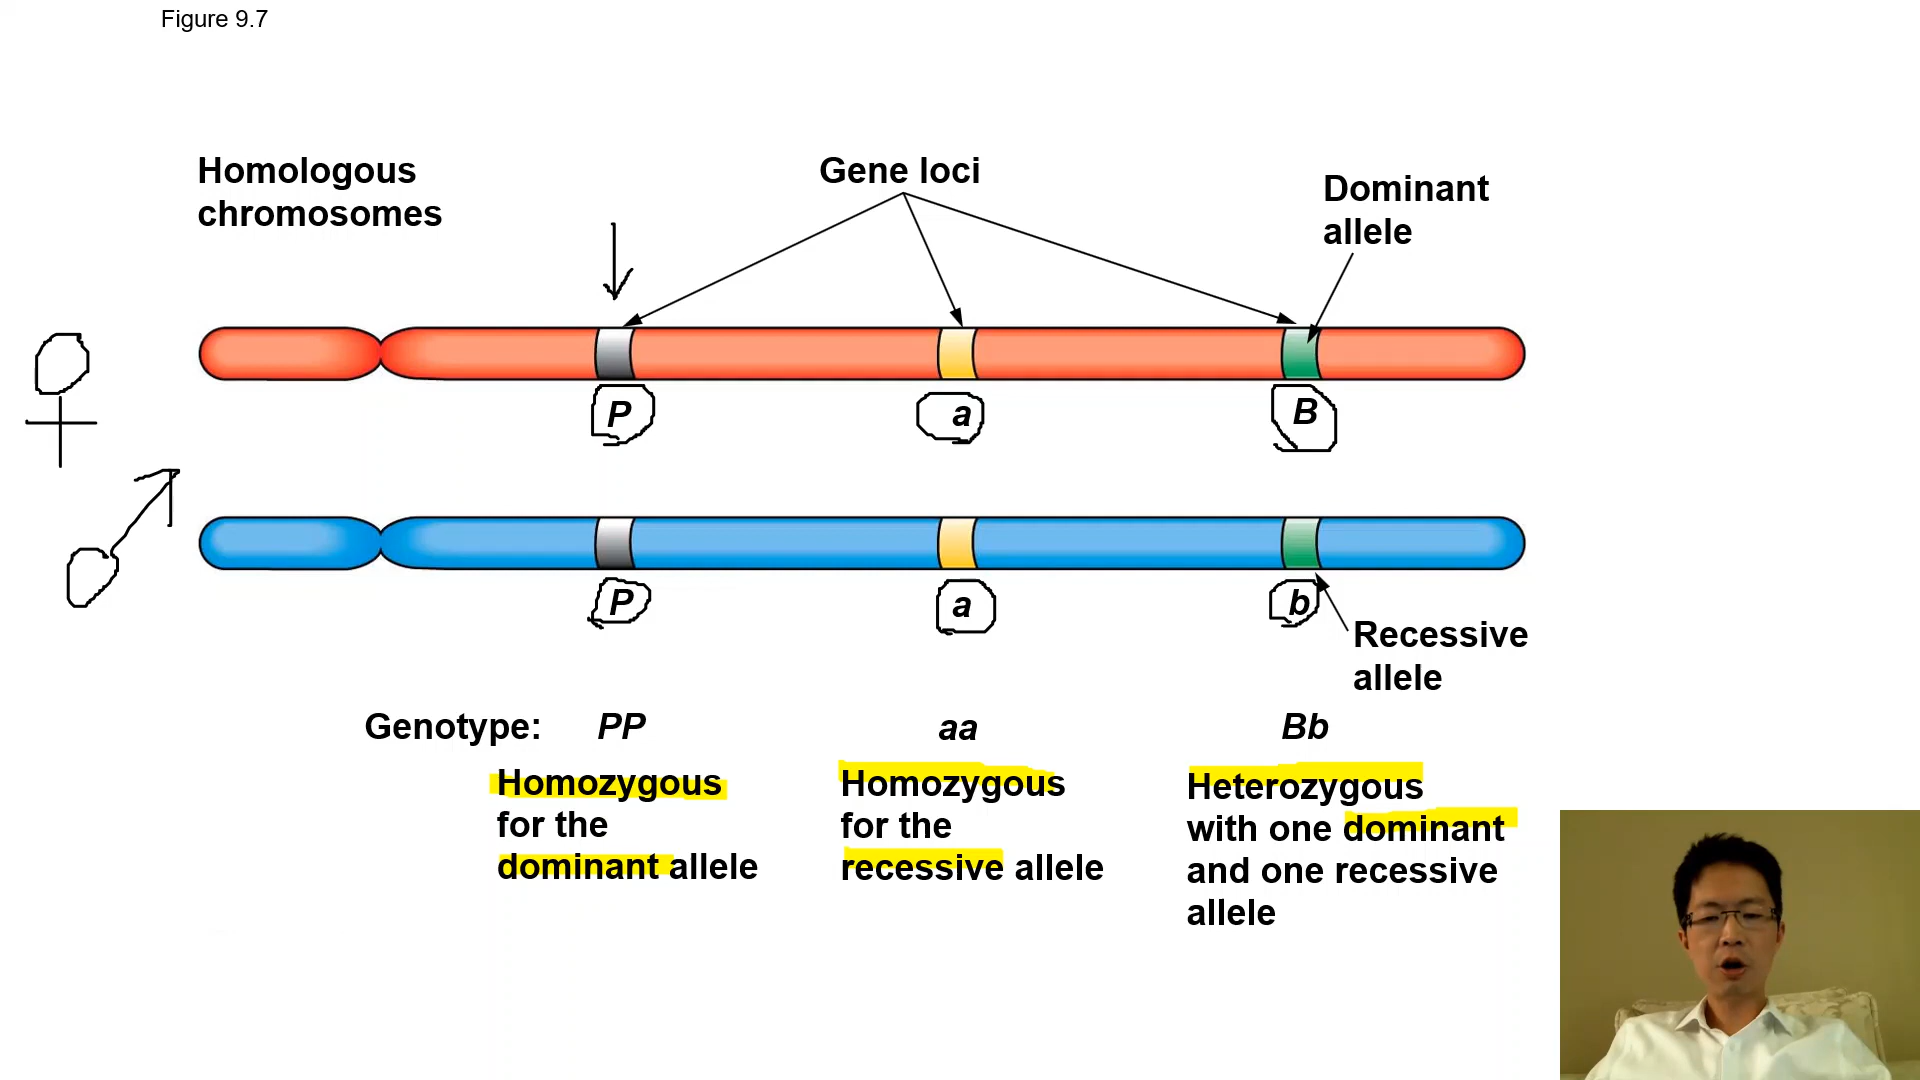 Figure 9.7
Homologous
chromosomes
Gene loci
Dominant
allele
P
a
B
P
a
b
Recessive
allele
Genotype:
PP
aa
Bb
Homozygous
for the
dominant allele
Homozygous
for the
recessive allele
Heterozygous
with one dominant
and one recessive
allele